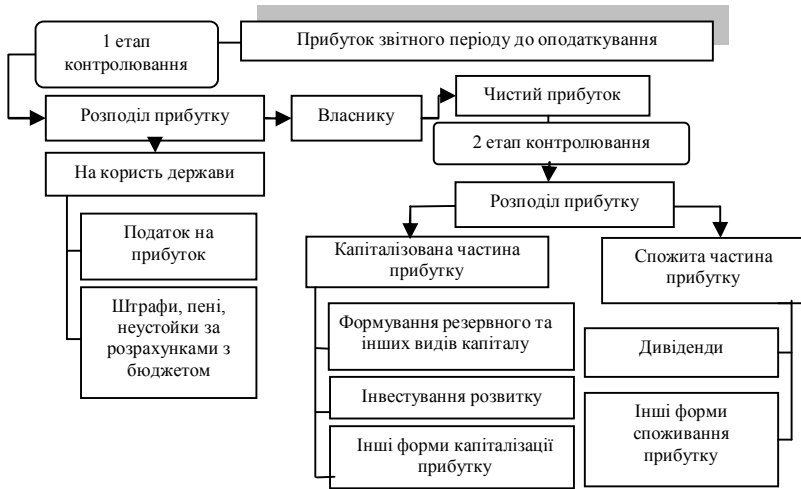 1 етап
контролювання
Прибуток звітного періоду до оподаткування
Розподіл прибутку
Власнику
Чистий прибуток
2 етап контролювання
На користь держави
Розподіл прибутку
Податок на
прибуток
Капіталізована частина
прибутку
Спожита частина
прибутку
Штрафи, пені,
неустойки за
розрахунками з
бюджетом
Формування резервного та
інших видів капіталу
Дивіденди
Інвестування розвитку
Інші форми
споживання
прибутку
Інші форми капіталізації
прибутку